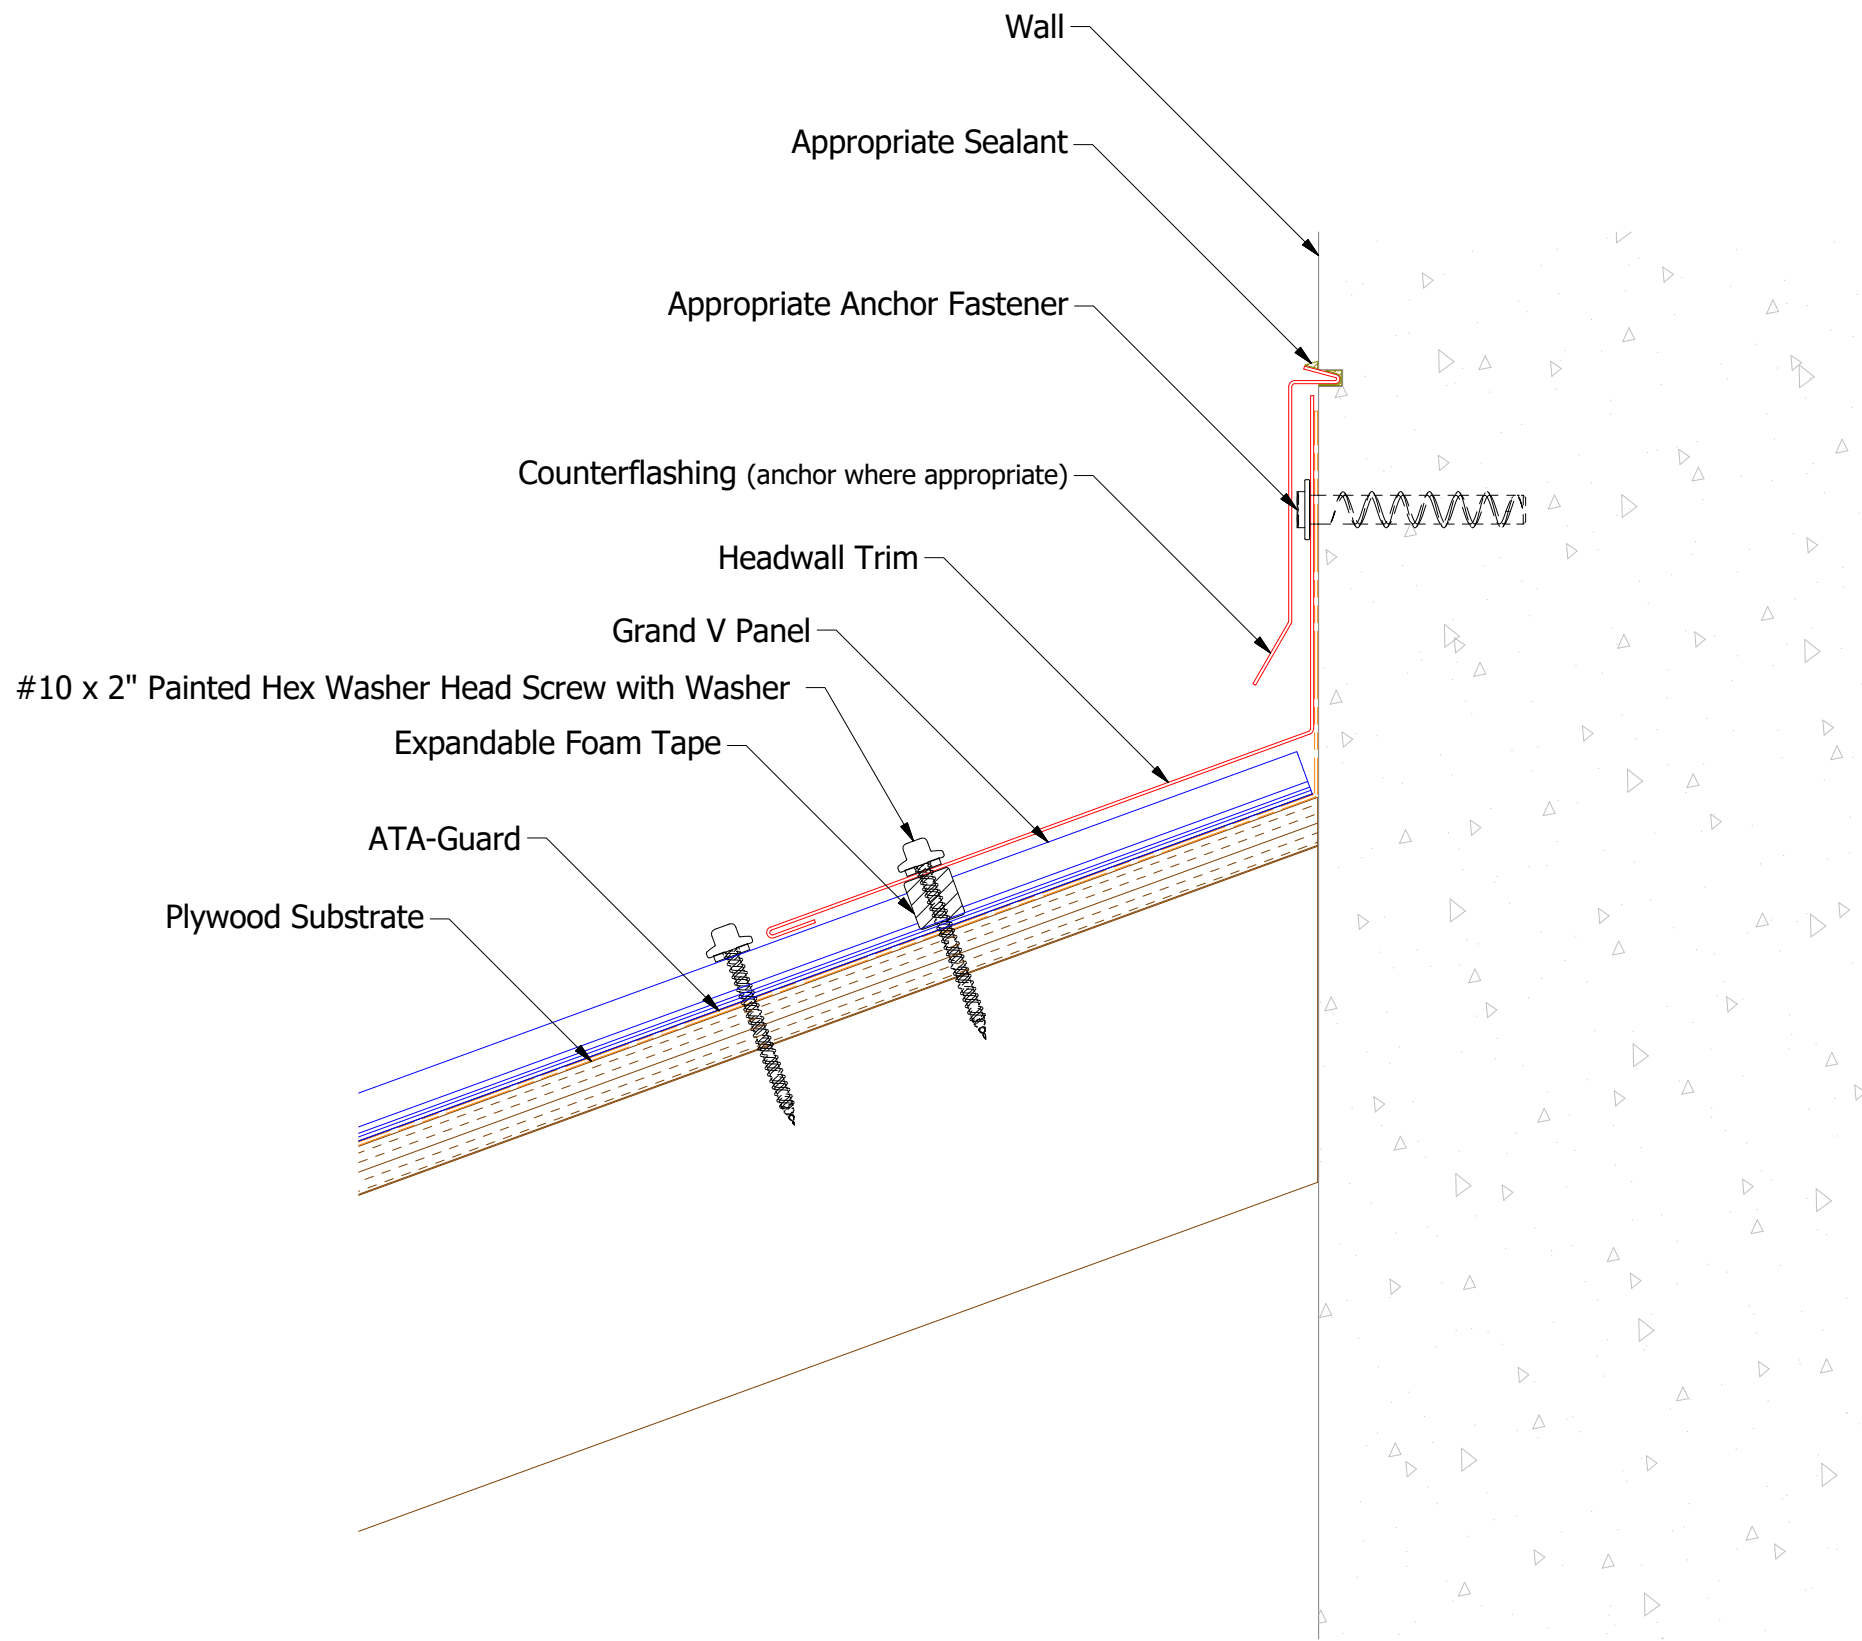 Wall
Appropriate Sealant
Appropriate Anchor Fastener
Counterflashing (anchor where appropriate)
Headwall Trim
Grand V Panel
#10 x 2" Painted Hex Washer Head Screw with Washer
Expandable Foam Tape
ATA-Guard
Plywood Substrate